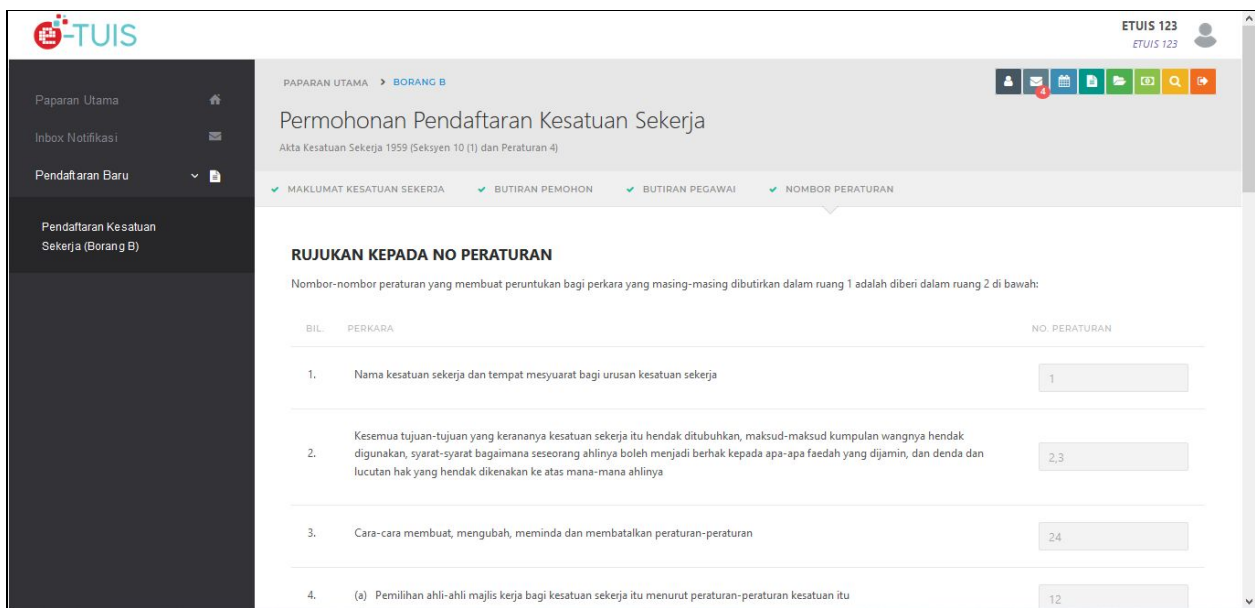 e-TUIS
ETUIS 123
ETUIS 123
PAPARAN UTAMA > BORANG B
4
Permohonan Pendaftaran Kesatuan Sekerja
Akta Kesatuan Sekerja 1959 (Seksyen 10 (1) dan Peraturan 4)
Paparan Utama
Inbox Notifikasi
Pendaftaran Baru
Pendaftaran Kesatuan
Sekerja (Borang B)
MAKLUMAT KESATUAN SEKERJA BUTIRAN PEMOHON BUTIRAN PEGAWAI NOMBOR PERATURAN
RUJUKAN KEPADA NO PERATURAN
Nombor-nombor peraturan yang membuat peruntukan bagi perkara yang masing-masing dibutirkan dalam ruang 1 adalah diberi dalam ruang 2 di bawah:
BIL. PERKARA NO. PERATURAN
1. Nama kesatuan sekerja dan tempat mesyuarat bagi urusan kesatuan sekerja 1
Kesemua tujuan-tujuan yang kerananya kesatuan sekerja itu hendak ditubuhkan, maksud-maksud kumpulan wangnya hendak
2. digunakan, syarat-syarat bagaimana seseorang ahlinya boleh menjadi berhak kepada apa-apa faedah yang dijamin, dan denda dan 2,3
lucutan hak yang hendak dikenakan ke atas mana-mana ahlinya
3. Cara-cara membuat, mengubah, meminda dan membatalkan peraturan-peraturan 24
4. (a) Pemilihan ahli-ahli majlis kerja bagi kesatuan sekerja itu menurut peraturan-peraturan kesatuan itu 12